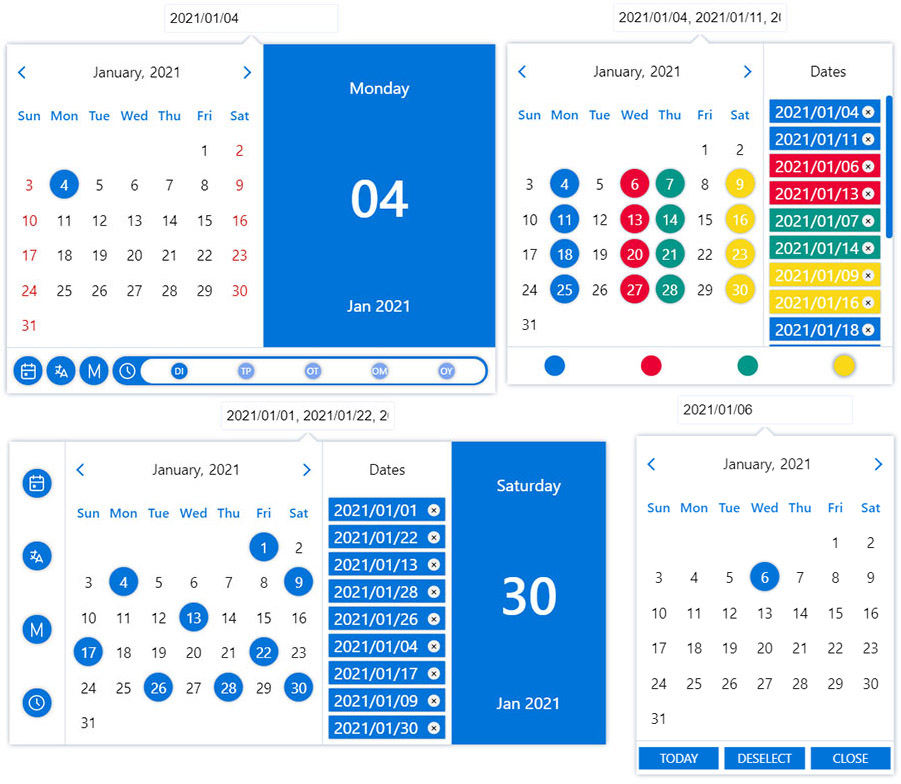 2021/01/04
January, 2021
Sun Mon Tue Wed Thu Fri Sat
1 2
3 4 5 6 7 8 9
10 11 12 13 14 15 16
17 18 19 20 21 22 23
24 25 26 27 28 29 30
31
Monday
04
Jan 2021
M
DI TP OT OM OY
2021/01/04, 2021/01/11, 20
January, 2021
Sun Mon Tue Wed Thu Fri Sat
1 2
3 4 5 6 7 8 9
10 11 12 13 14 15 16
17 18 19 20 21 22 23
24 25 26 27 28 29 30
31
Dates
2021/01/04
2021/01/11
2021/01/06
2021/01/13
2021/01/07
2021/01/14
2021/01/09
2021/01/16
2021/01/18
2021/01/01, 2021/01/22, 20
M
January, 2021
Sun Mon Tue Wed Thu Fri Sat
1 2
3 4 5 6 7 8 9
10 11 12 13 14 15 16
17 18 19 20 21 22 23
24 25 26 27 28 29 30
31
Dates
2021/01/01
2021/01/22
2021/01/13
2021/01/28
2021/01/26
2021/01/04
2021/01/17
2021/01/09
2021/01/30
Saturday
30
Jan 2021
2021/01/06
January, 2021
Sun Mon Tue Wed Thu Fri Sat
1 2
3 4 5 6 7 8 9
10 11 12 13 14 15 16
17 18 19 20 21 22 23
24 25 26 27 28 29 30
31
TODAY DESELECT CLOSE